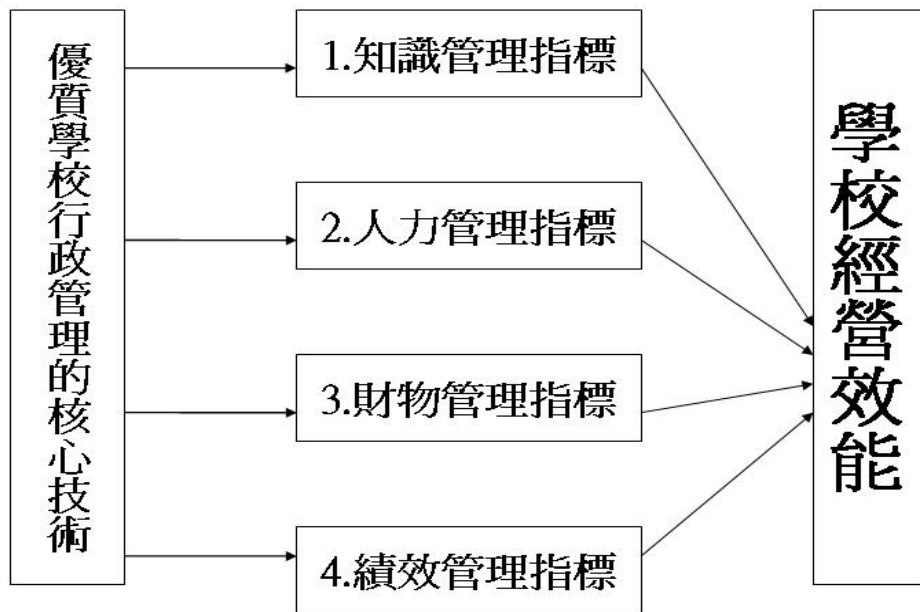 優質學校行政管理的核心技術
1.知識管理指標
2.人力管理指標
3.財物管理指標
4.績效管理指標
學校經營效能